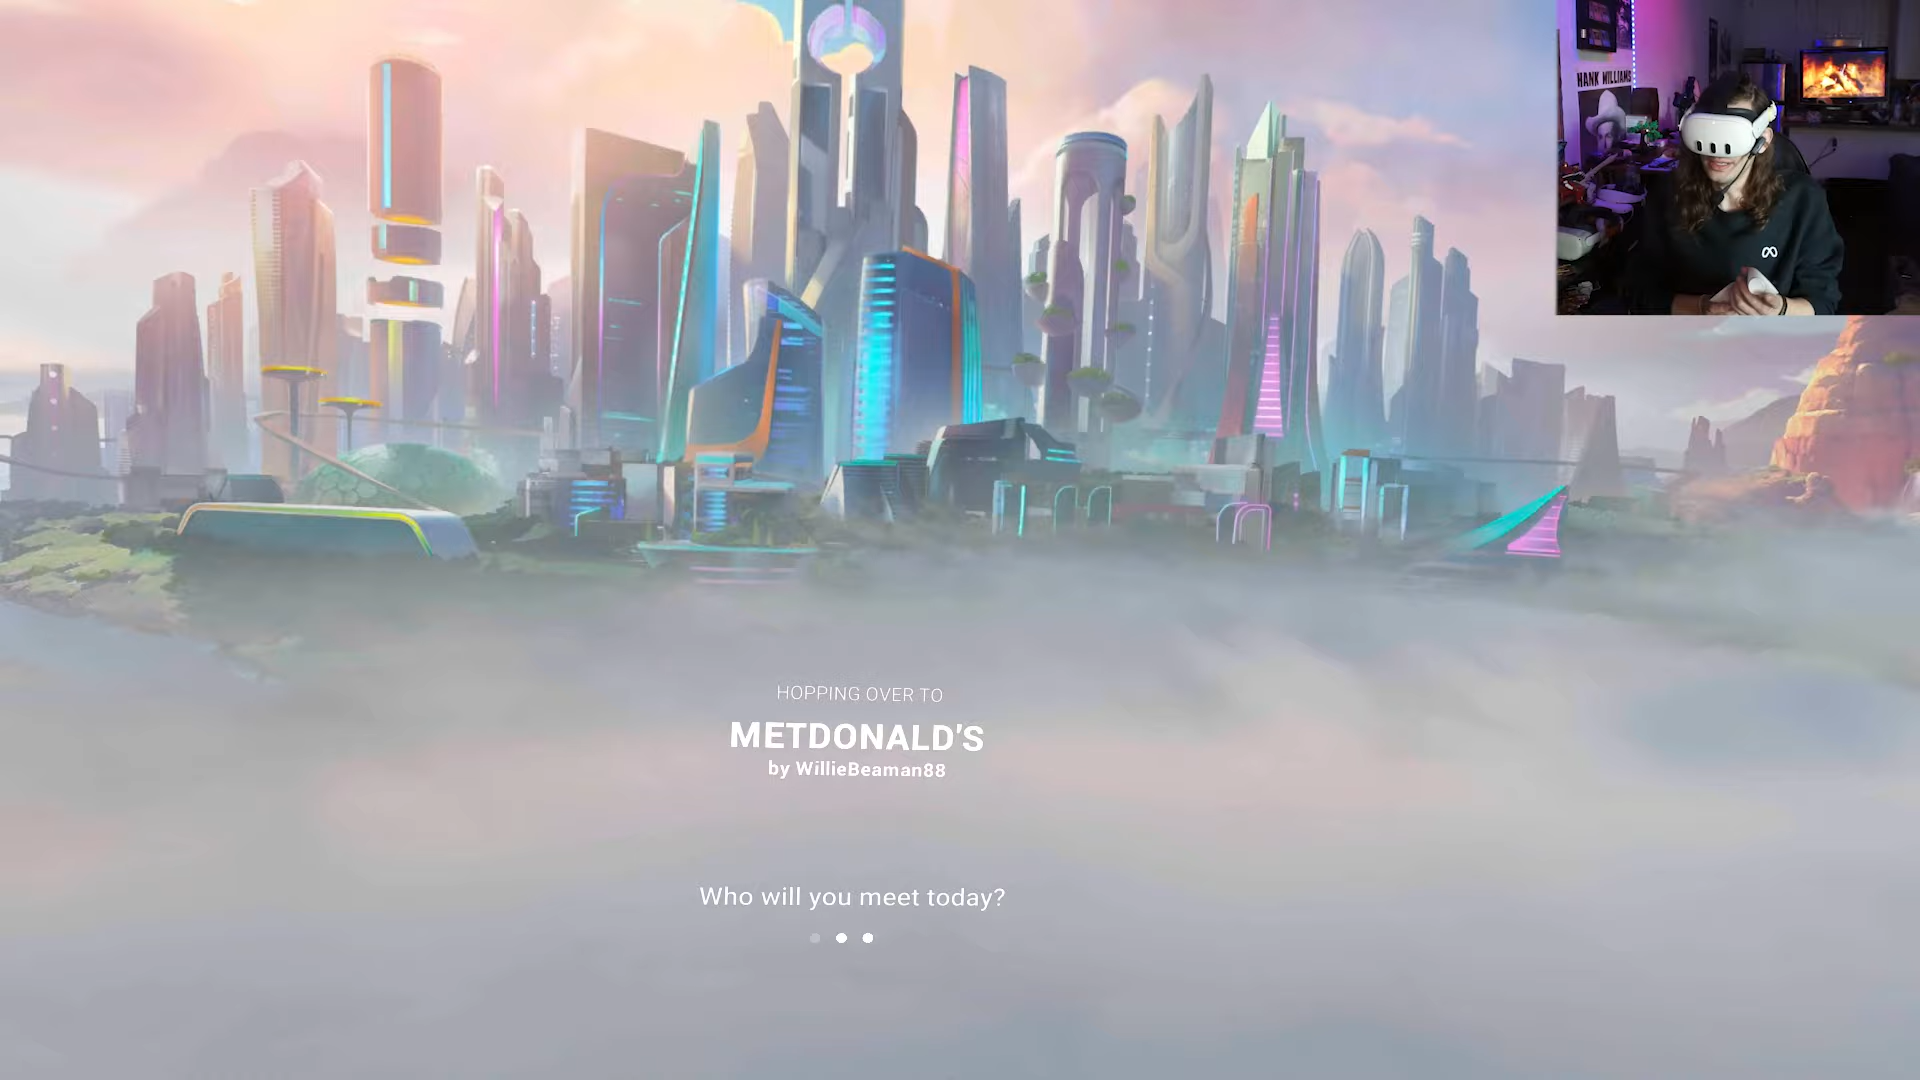 HANK WILLIAMS
HOPPING OVER TO
METDONALD'S
by WillieBeaman88
Who will you meet today?